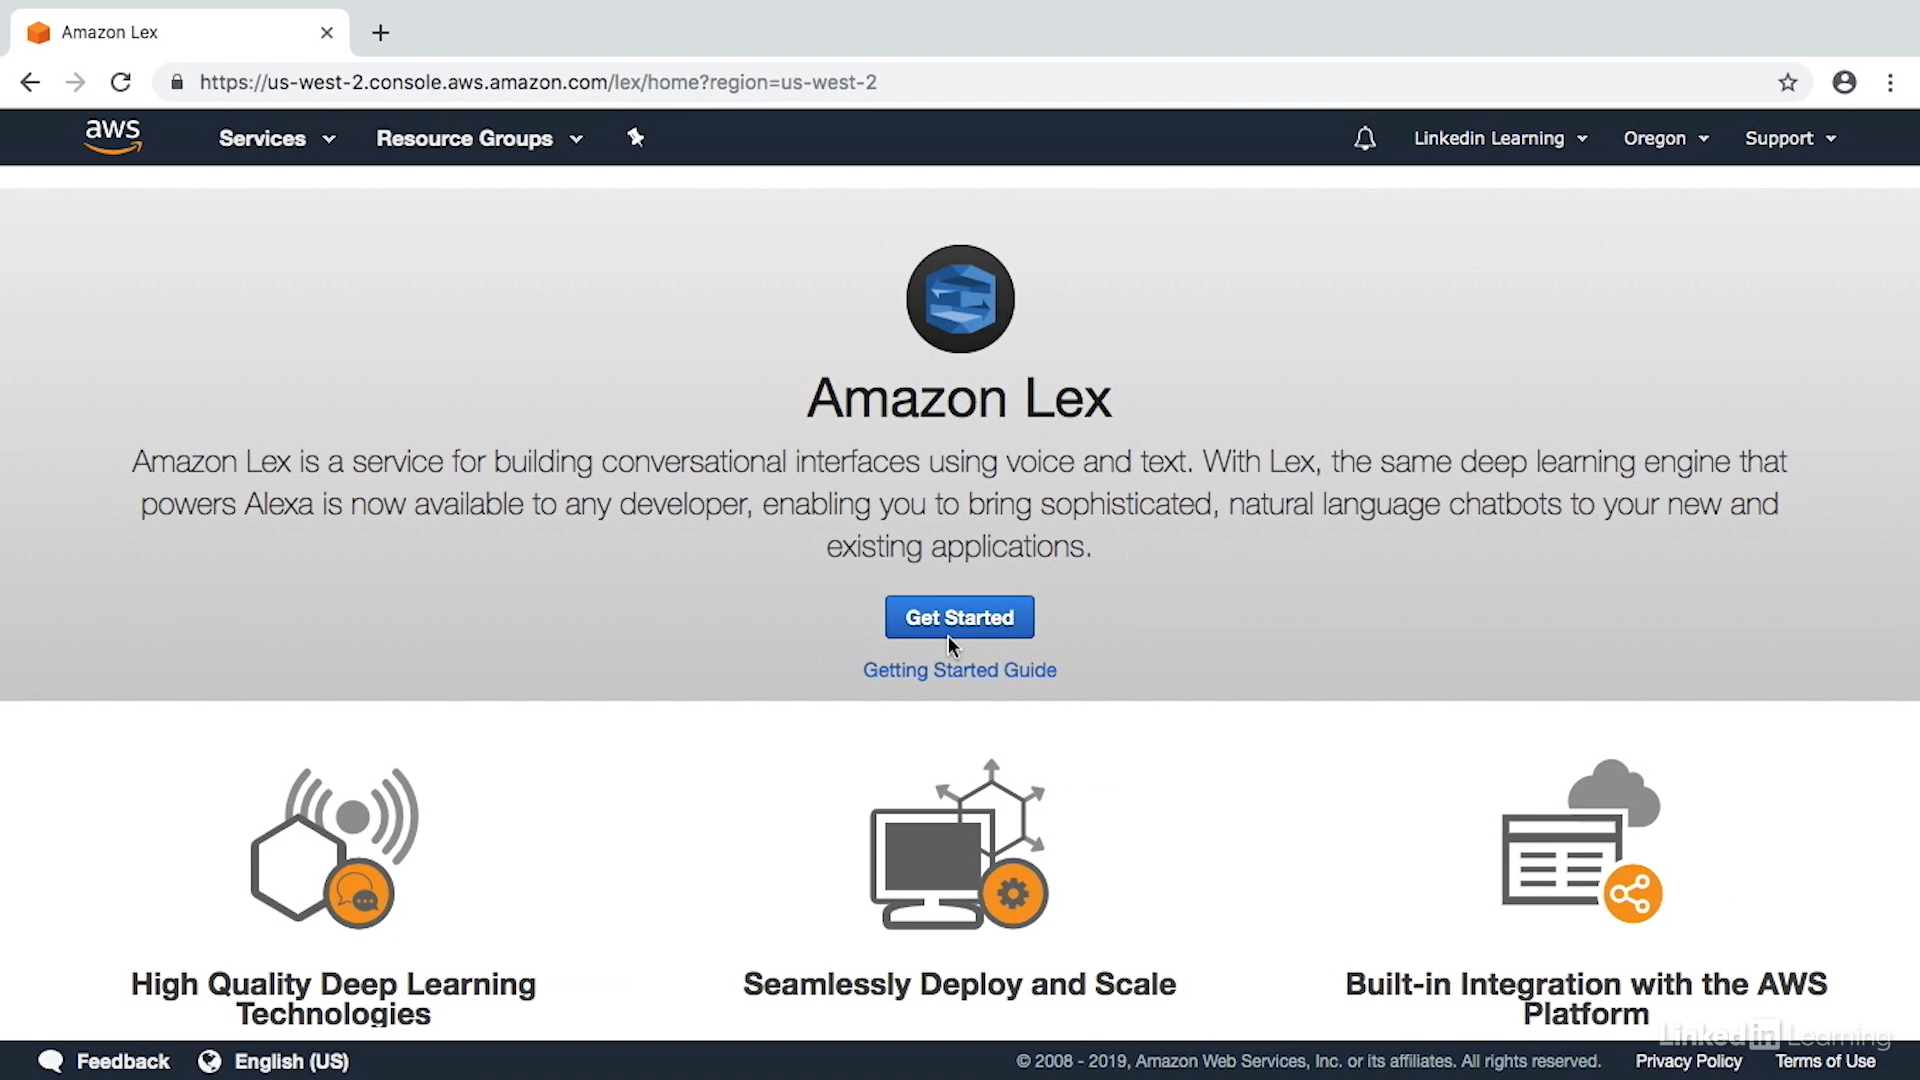 Amazon Lex
https://us-west-2.console.aws.amazon.com/lex/home?region=us-west-2
aws Services Resource Groups Linkedin Learning Oregon Support
Amazon Lex
Amazon Lex is a service for building conversational interfaces using voice and text. With Lex, the same deep learning engine that
powers Alexa is now available to any developer, enabling you to bring sophisticated, natural language chatbots to your new and
existing applications.
Get Started
Getting Started Guide
High Quality Deep Learning
Technologies
Seamlessly Deploy and Scale
Built-in Integration with the AWS
Platform
Linked in Learning
Feedback English (US) © 2008 - 2019, Amazon Web Services, Inc. or its affiliates. All rights reserved. Privacy Policy Terms of Use